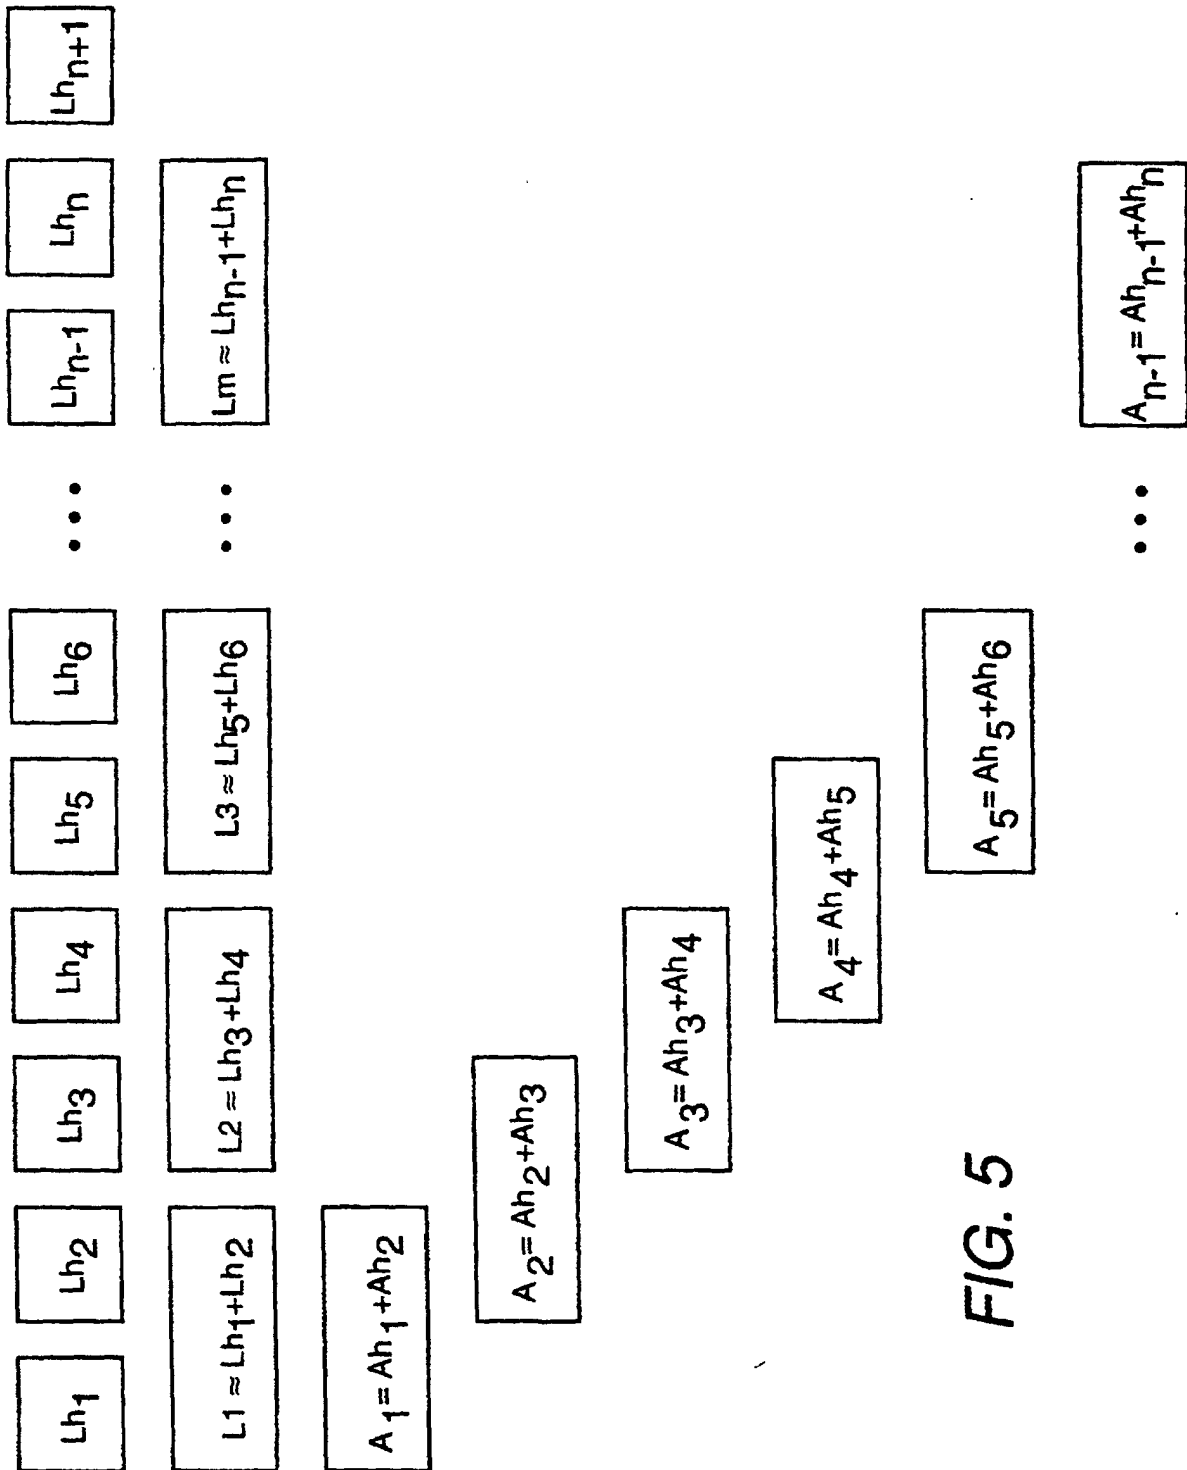 Lh1 Lh2 Lh3 Lh4 Lh5 Lh6 ••• Lhn-1 Lhn Lhn+1
L1 ≈ Lh1+Lh2 L2 ≈ Lh3+Lh4 L3 ≈ Lh5+Lh6 ••• Lm ≈ Lhn-1+Lhn
A1=Ah1+Ah2
A2=Ah2+Ah3
A3=Ah3+Ah4
A4=Ah4+Ah5
A5=Ah5+Ah6
••• An-1=Ahn-1+Ahn
FIG. 5